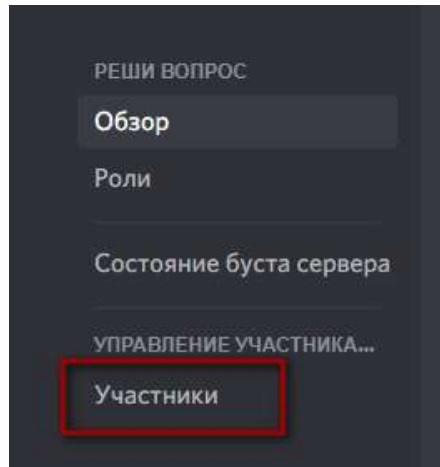 РЕШИ ВОПРОС
Обзор
Роли
Состояние буста сервера
УПРАВЛЕНИЕ УЧАСТНИКА...
Участники